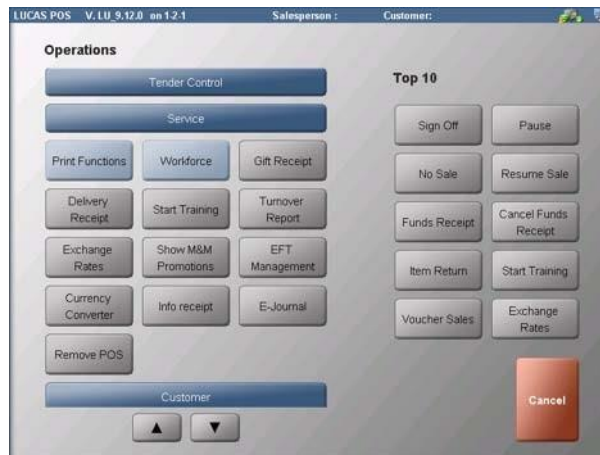 LUCAS POS V. LU_9.12.0 on 1-2-1 Salesperson : Customer:
Operations
Tender Control
Service
Print Functions Workforce Gift Receipt
Delivery Receipt
Start Training
Turnover Report
Exchange Rates
Show M&M Promotions
EFT Management
Currency Converter
Info receipt
E-Journal
Remove POS
Customer
Top 10
Sign Off Pause
No Sale Resume Sale
Funds Receipt
Cancel Funds Receipt
Item Return Start Training
Voucher Sales
Exchange Rates
Cancel